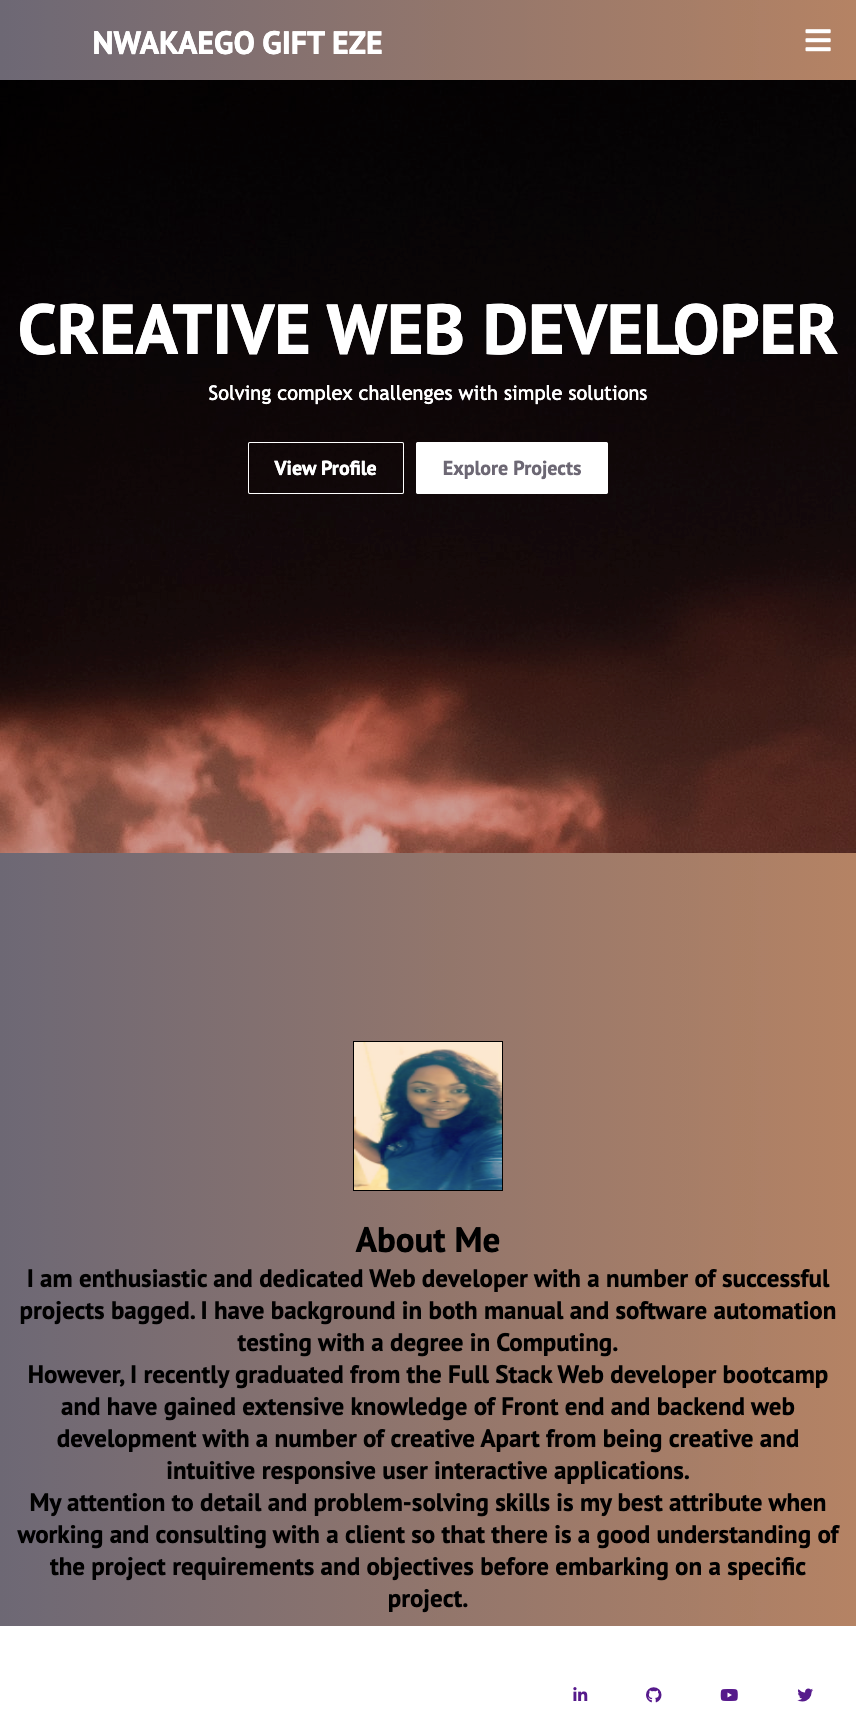 NWAKAEGO GIFT EZE
CREATIVE WEB DEVELOPER
Solving complex challenges with simple solutions
View Profile
Explore Projects
About Me
I am enthusiastic and dedicated Web developer with a number of successful
projects bagged. I have background in both manual and software automation
testing with a degree in Computing.
However, I recently graduated from the Full Stack Web developer bootcamp
and have gained extensive knowledge of Front end and backend web
development with a number of creative Apart from being creative and
intuitive responsive user interactive applications.
My attention to detail and problem-solving skills is my best attribute when
working and consulting with a client so that there is a good understanding of
the project requirements and objectives before embarking on a specific
project.